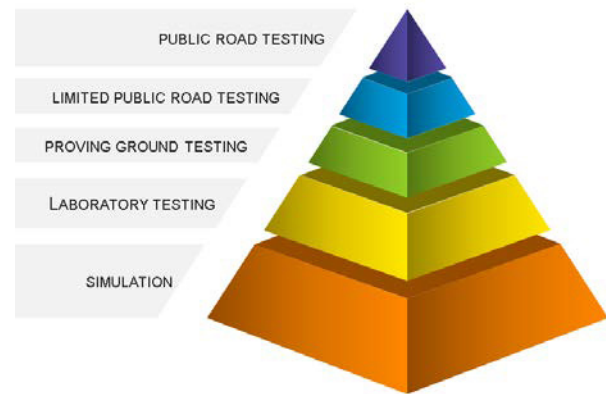 PUBLIC ROAD TESTING
LIMITED PUBLIC ROAD TESTING
PROVING GROUND TESTING
LABORATORY TESTING
SIMULATION